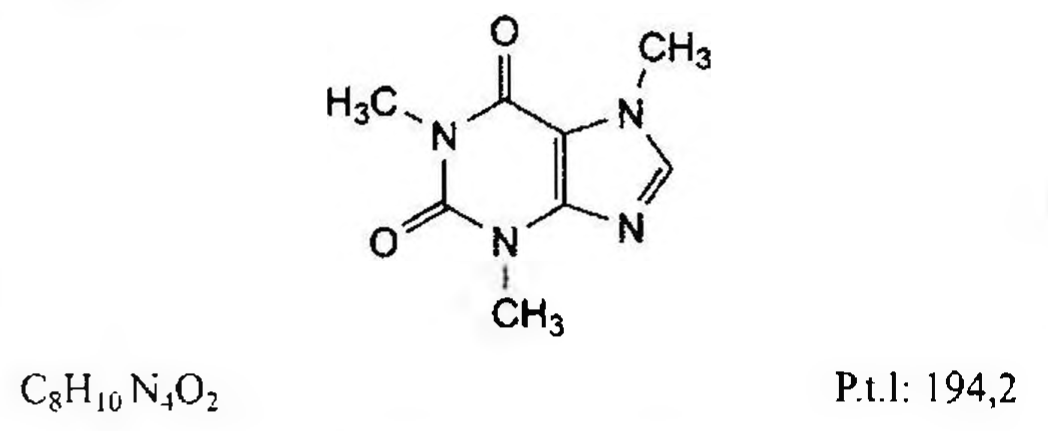 O
CH₃
H₃C
N
N
O
N
N
CH₃
C₈H₁₀N₄O₂ P.t.l: 194,2